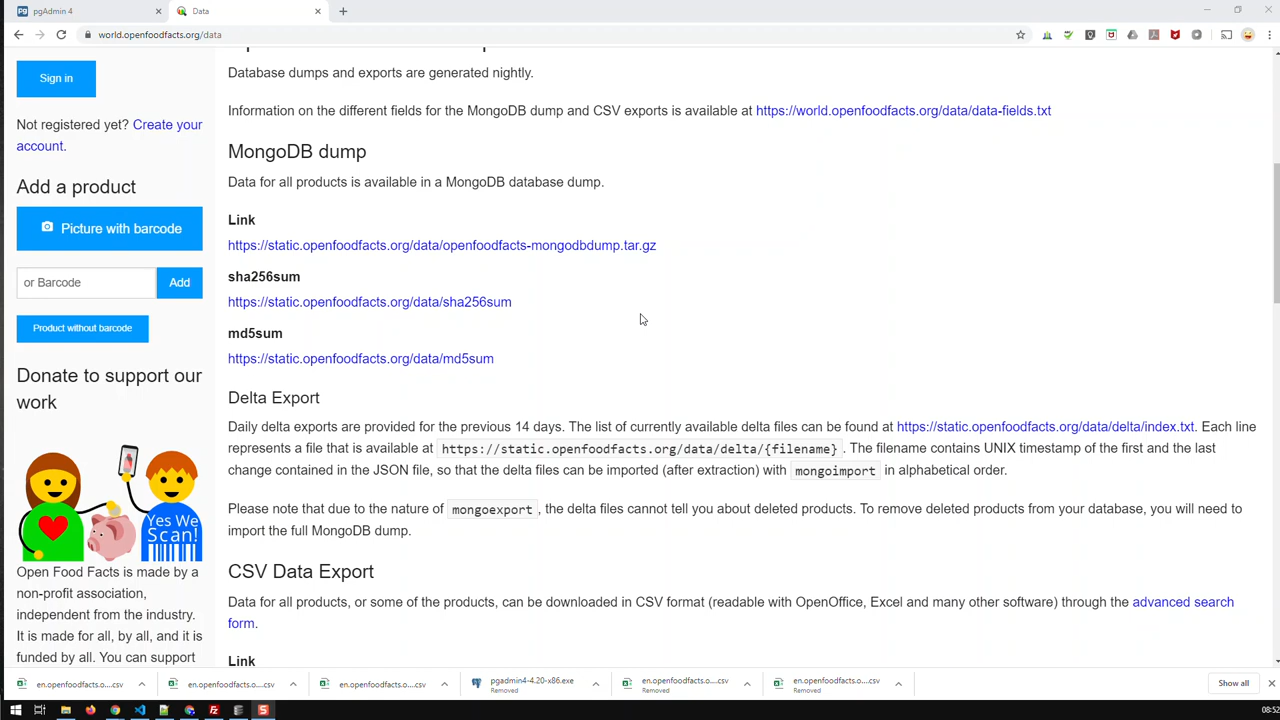 pgAdmin 4
Data
world.openfoodfacts.org/data
Sign in
Not registered yet? Create your
account.
Add a product
Picture with barcode
or Barcode
Add
Product without barcode
Donate to support our
work
Yes We
Scan!
Open Food Facts is made by a
non-profit association,
independent from the industry.
It is made for all, by all, and it is
funded by all. You can support
Database dumps and exports are generated nightly.
Information on the different fields for the MongoDB dump and CSV exports is available at https://world.openfoodfacts.org/data/data-fields.txt
MongoDB dump
Data for all products is available in a MongoDB database dump.
Link
https://static.openfoodfacts.org/data/openfoodfacts-mongodbdump.tar.gz
sha256sum
https://static.openfoodfacts.org/data/sha256sum
md5sum
https://static.openfoodfacts.org/data/md5sum
Delta Export
Daily delta exports are provided for the previous 14 days. The list of currently available delta files can be found at https://static.openfoodfacts.org/data/delta/index.txt. Each line
represents a file that is available at https://static.openfoodfacts.org/data/delta/{filename} . The filename contains UNIX timestamp of the first and the last
change contained in the JSON file, so that the delta files can be imported (after extraction) with mongoimport in alphabetical order.
Please note that due to the nature of mongoexport , the delta files cannot tell you about deleted products. To remove deleted products from your database, you will need to
import the full MongoDB dump.
CSV Data Export
Data for all products, or some of the products, can be downloaded in CSV format (readable with OpenOffice, Excel and many other software) through the advanced search
form.
Link
en.openfoodfacts.o....csv
en.openfoodfacts.o....csv
en.openfoodfacts.o....csv
pgadmin4-4.20-x86.exe
Removed
en.openfoodfacts.o....csv
Removed
en.openfoodfacts.o....csv
Removed
Show all
08:52